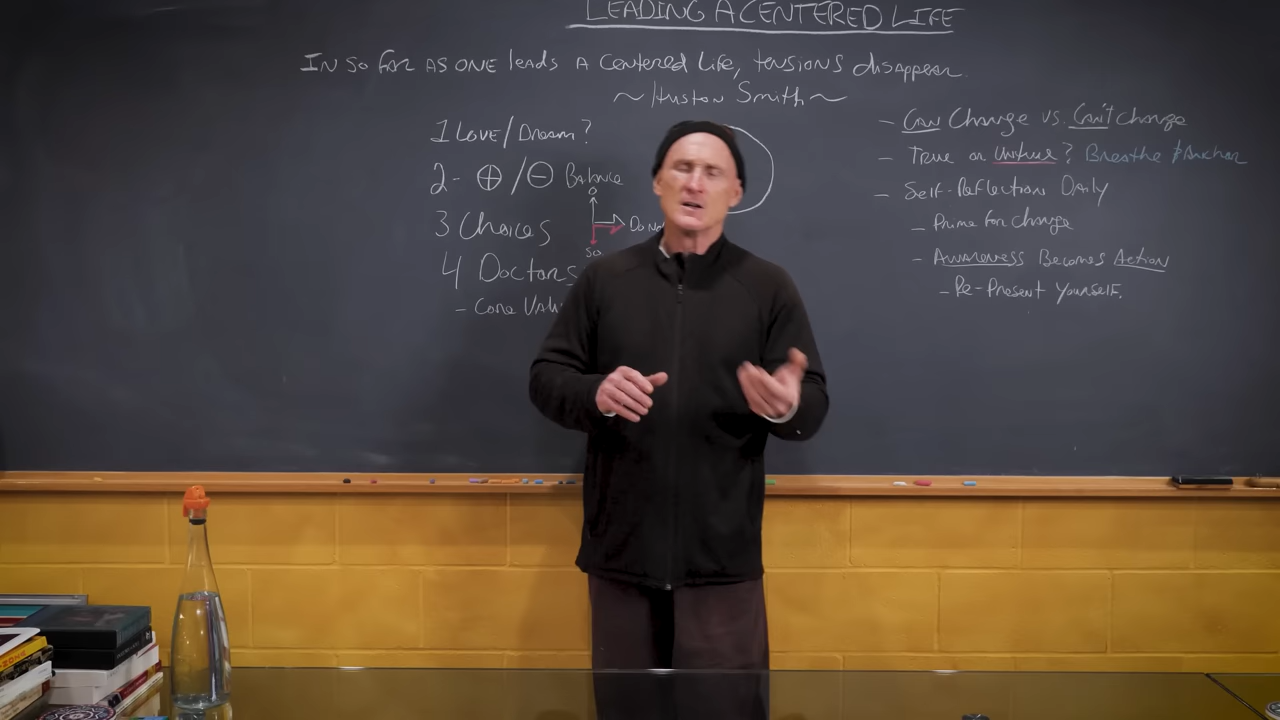 LEADING A CENTERED LIFE
IN SO FAR AS ONE leads A Centered Life, tensions disappear.
~ Huston Smith ~
1 Love/Dream?
2- ⊕/⊖ Balance
3 Choices
O
Do
So
4 Doctors
- Core
- Can Change vs. Can't change
- True or Untrue? Breathe & Anchor
- Self-Reflection Daily
- Prime for Change
- Awareness Becomes Action
- Re-Present Yourself.